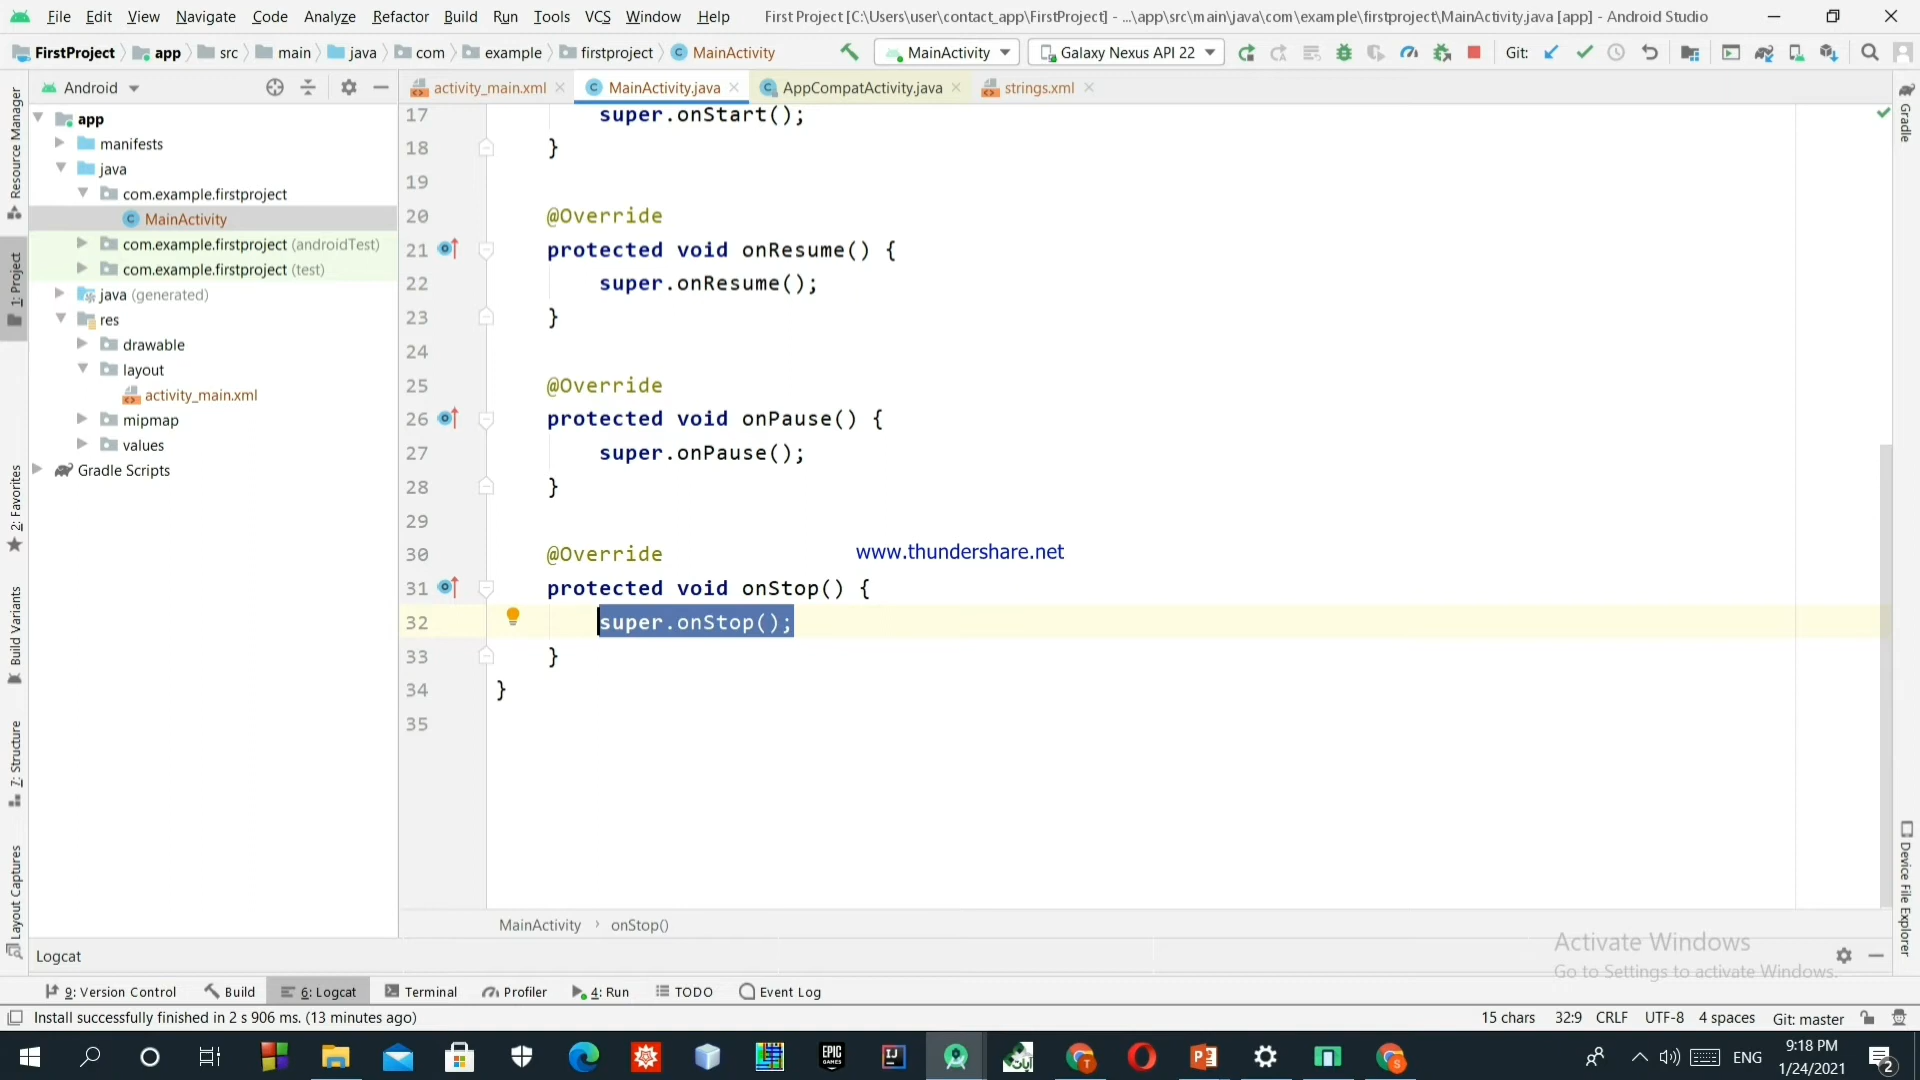 File Edit View Navigate Code Analyze Refactor Build Run Tools VCS Window Help First Project [C:\Users\user\contact_app\FirstProject] - ...\app\src\main\java\com\example\firstproject\MainActivity.java [app] - Android Studio
FirstProject app src main java com example firstproject MainActivity MainActivity Galaxy Nexus API 22 Git:
Android activity_main.xml MainActivity.java AppCompatActivity.java strings.xml
Resource Manager
1: Project
2: Favorites
Build Variants
7: Structure
Layout Captures
app
manifests
java
com.example.firstproject
MainActivity
com.example.firstproject (androidTest)
com.example.firstproject (test)
java (generated)
res
drawable
layout
activity_main.xml
mipmap
values
Gradle Scripts
17 super.onStart();
18 }
19
20 @Override
21 protected void onResume() {
22 super.onResume();
23 }
24
25 @Override
26 protected void onPause() {
27 super.onPause();
28 }
29
30 @Override
www.thundershare.net
31 protected void onStop() {
32 super.onStop();
33 }
34 }
35
MainActivity › onStop()
Gradle
Device File Explorer
Activate Windows
Go to Settings to activate Windows.
Logcat
9: Version Control Build 6: Logcat Terminal Profiler 4: Run TODO Event Log
Install successfully finished in 2 s 906 ms. (13 minutes ago) 15 chars 32:9 CRLF UTF-8 4 spaces Git: master
EPIC GAMES
ENG
9:18 PM
1/24/2021
2